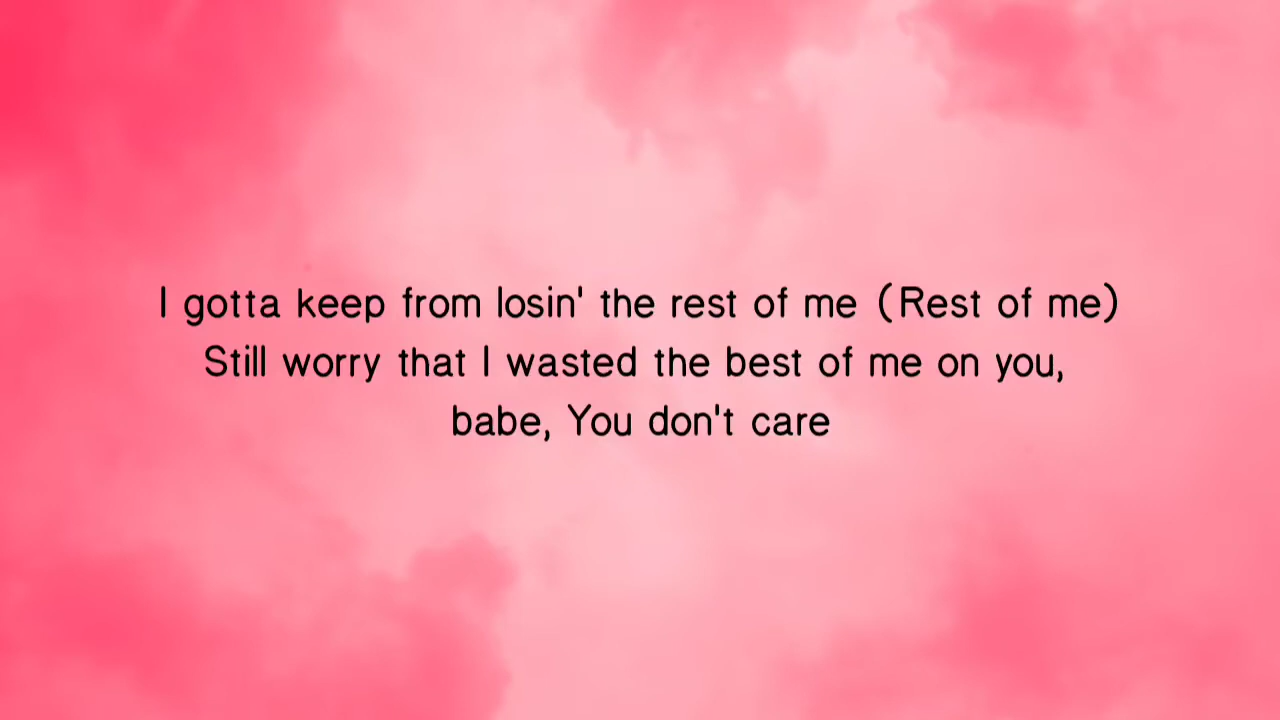 I gotta keep from losin' the rest of me (Rest of me)
Still worry that I wasted the best of me on you,
babe, You don't care